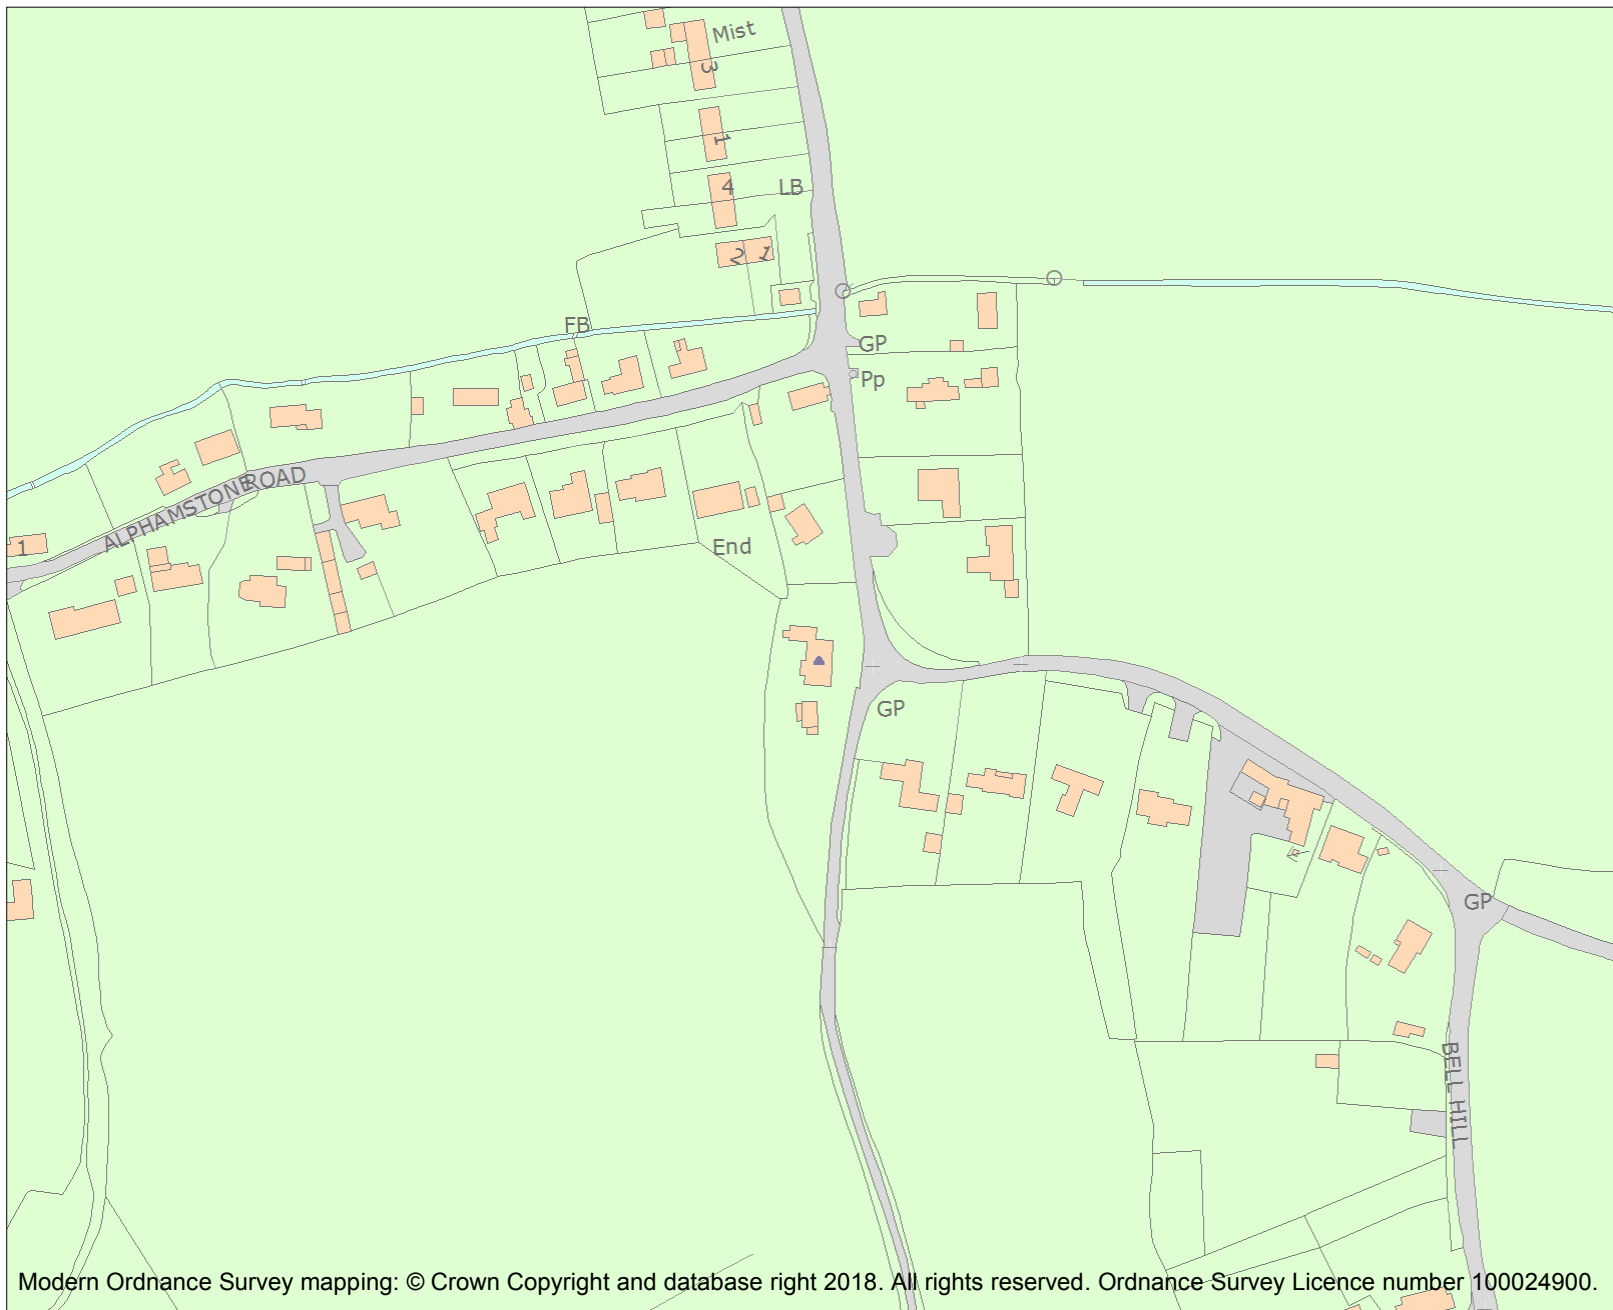 Mist
3
1
4
LB
2
1
FB
GP
Pp
ALPHAMSTONE ROAD
1
End
GP
GP
BELL HILL
Modern Ordnance Survey mapping: © Crown Copyright and database right 2018. All rights reserved. Ordnance Survey Licence number 100024900.